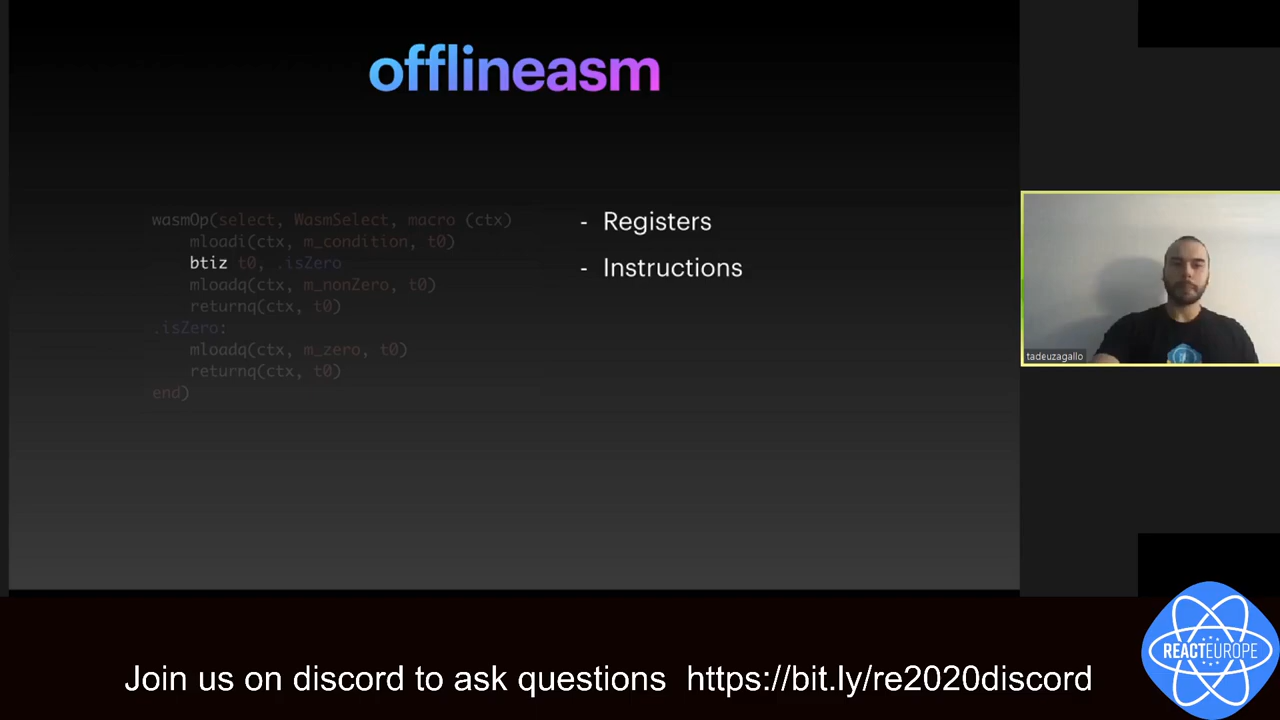 offlineasm
wasmOp(select, WasmSelect, macro (ctx)
mloadi(ctx, m_condition, t0)
btiz t0, .isZero
mloadq(ctx, m_nonZero, t0)
returnq(ctx, t0)
.isZero:
mloadq(ctx, m_zero, t0)
returnq(ctx, t0)
end)
- Registers
- Instructions
tadeuzagallo
REACTEUROPE
Join us on discord to ask questions https://bit.ly/re2020discord